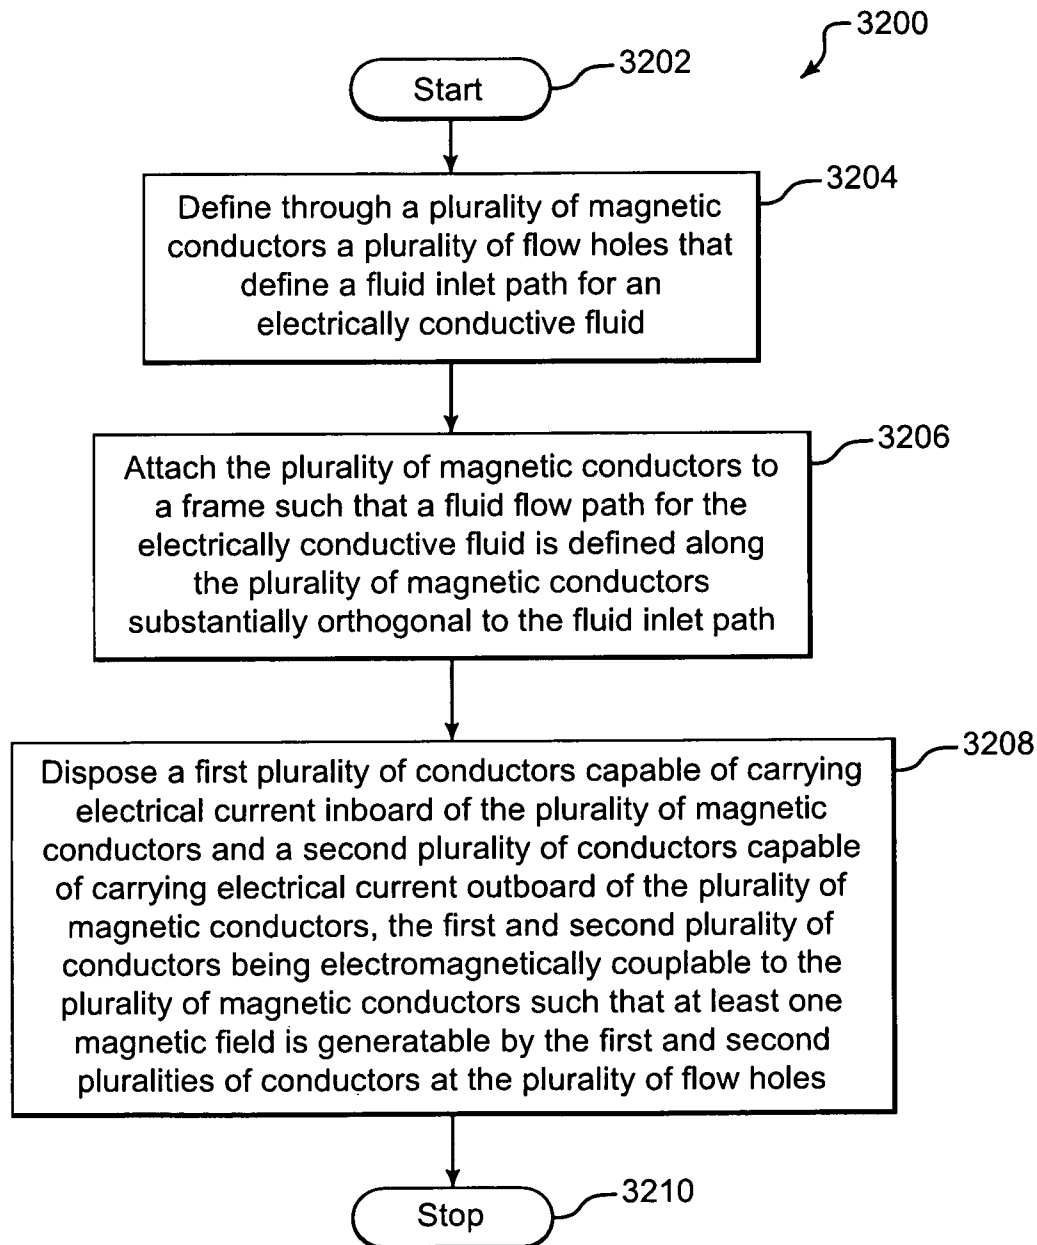 3200
Start
3202
3204
Define through a plurality of magnetic
conductors a plurality of flow holes that
define a fluid inlet path for an
electrically conductive fluid
3206
Attach the plurality of magnetic conductors to
a frame such that a fluid flow path for the
electrically conductive fluid is defined along
the plurality of magnetic conductors
substantially orthogonal to the fluid inlet path
3208
Dispose a first plurality of conductors capable of carrying
electrical current inboard of the plurality of magnetic
conductors and a second plurality of conductors capable
of carrying electrical current outboard of the plurality of
magnetic conductors, the first and second plurality of
conductors being electromagnetically couplable to the
plurality of magnetic conductors such that at least one
magnetic field is generatable by the first and second
pluralities of conductors at the plurality of flow holes
3210
Stop